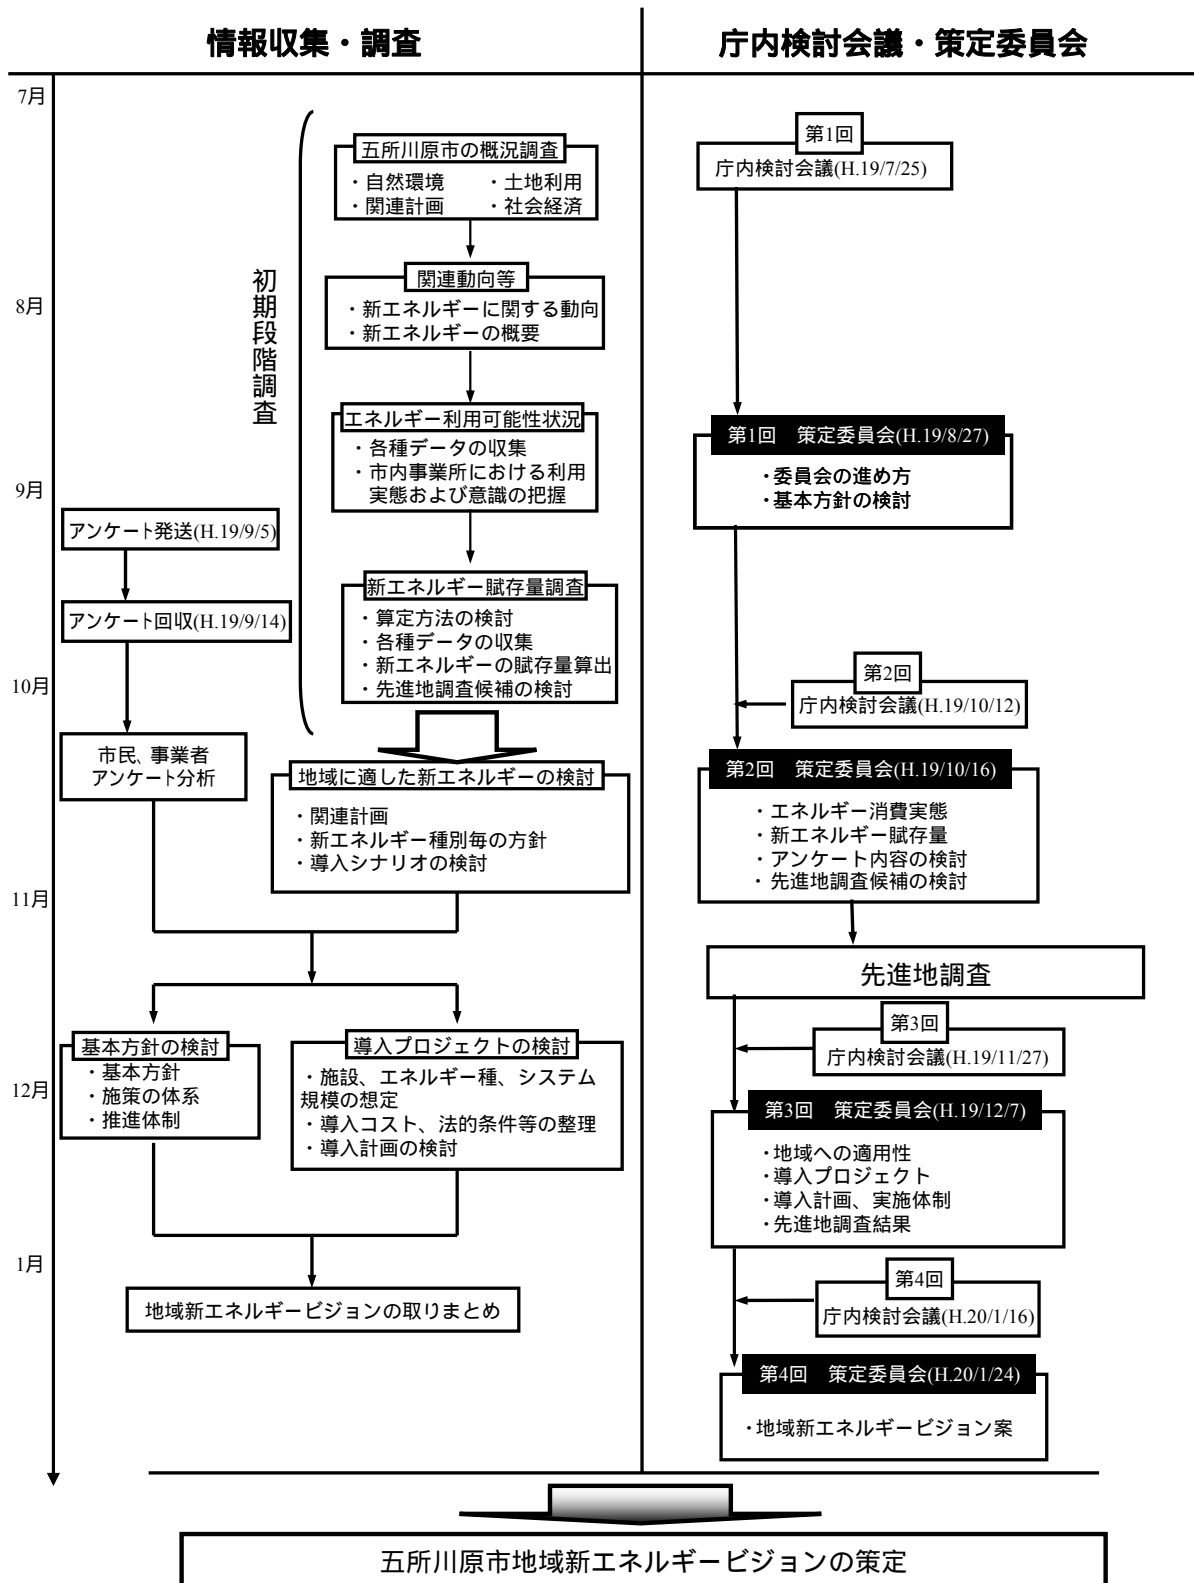 情報収集・調査
庁内検討会議・策定委員会
7月
8月
9月
10月
11月
12月
1月
初期段階調査
五所川原市の概況調査
・自然環境 ・土地利用
・関連計画 ・社会経済
関連動向等
・新エネルギーに関する動向
・新エネルギーの概要
エネルギー利用可能性状況
・各種データの収集
・市内事業所における利用
実態および意識の把握
新エネルギー賦存量調査
・算定方法の検討
・各種データの収集
・新エネルギーの賦存量算出
・先進地調査候補の検討
アンケート発送(H.19/9/5)
アンケート回収(H.19/9/14)
市民、事業者
アンケート分析
地域に適した新エネルギーの検討
・関連計画
・新エネルギー種別毎の方針
・導入シナリオの検討
基本方針の検討
・基本方針
・施策の体系
・推進体制
導入プロジェクトの検討
・施設、エネルギー種、システム
規模の想定
・導入コスト、法的条件等の整理
・導入計画の検討
地域新エネルギービジョンの取りまとめ
第1回
庁内検討会議(H.19/7/25)
第1回 策定委員会(H.19/8/27)
・委員会の進め方
・基本方針の検討
第2回
庁内検討会議(H.19/10/12)
第2回 策定委員会(H.19/10/16)
・エネルギー消費実態
・新エネルギー賦存量
・アンケート内容の検討
・先進地調査候補の検討
先進地調査
第3回
庁内検討会議(H.19/11/27)
第3回 策定委員会(H.19/12/7)
・地域への適用性
・導入プロジェクト
・導入計画、実施体制
・先進地調査結果
第4回
庁内検討会議(H.20/1/16)
第4回 策定委員会(H.20/1/24)
・地域新エネルギービジョン案
五所川原市地域新エネルギービジョンの策定